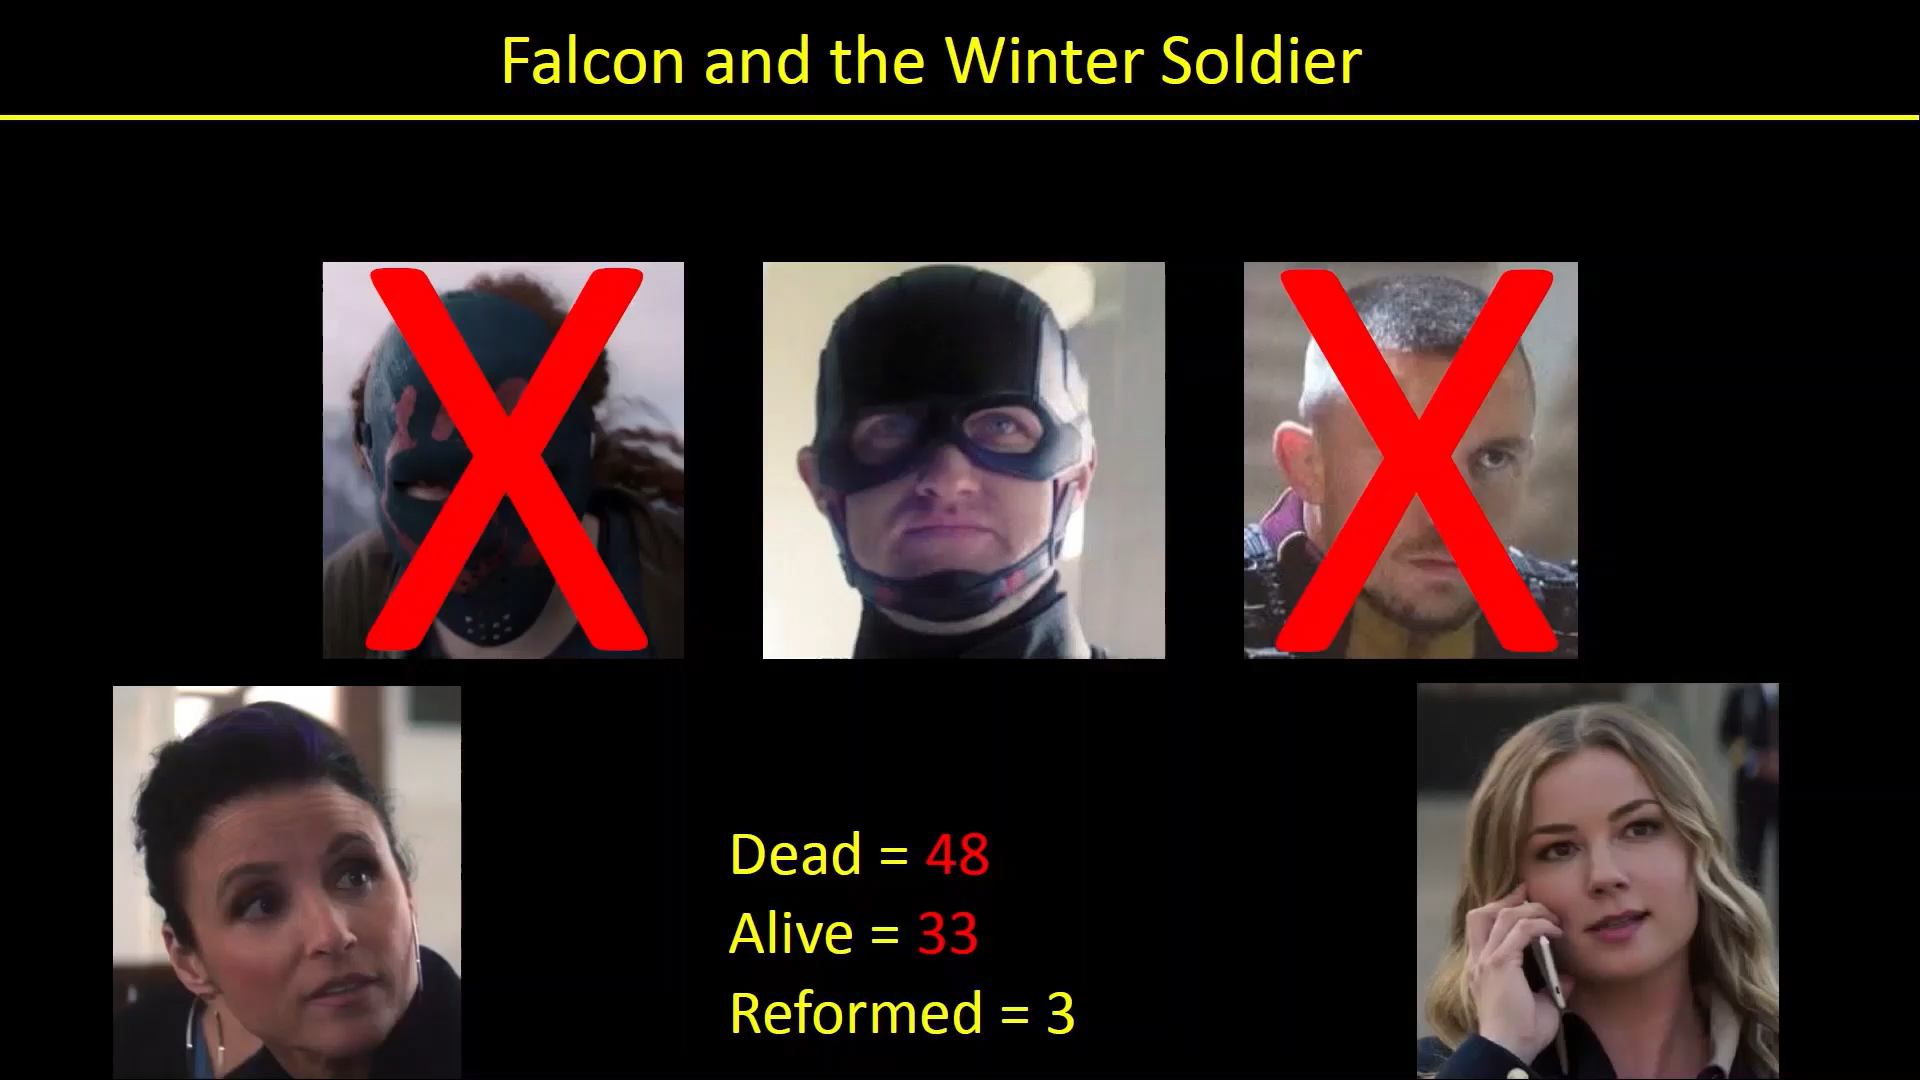 Falcon and the Winter Soldier
Dead = 48
Alive = 33
Reformed = 3